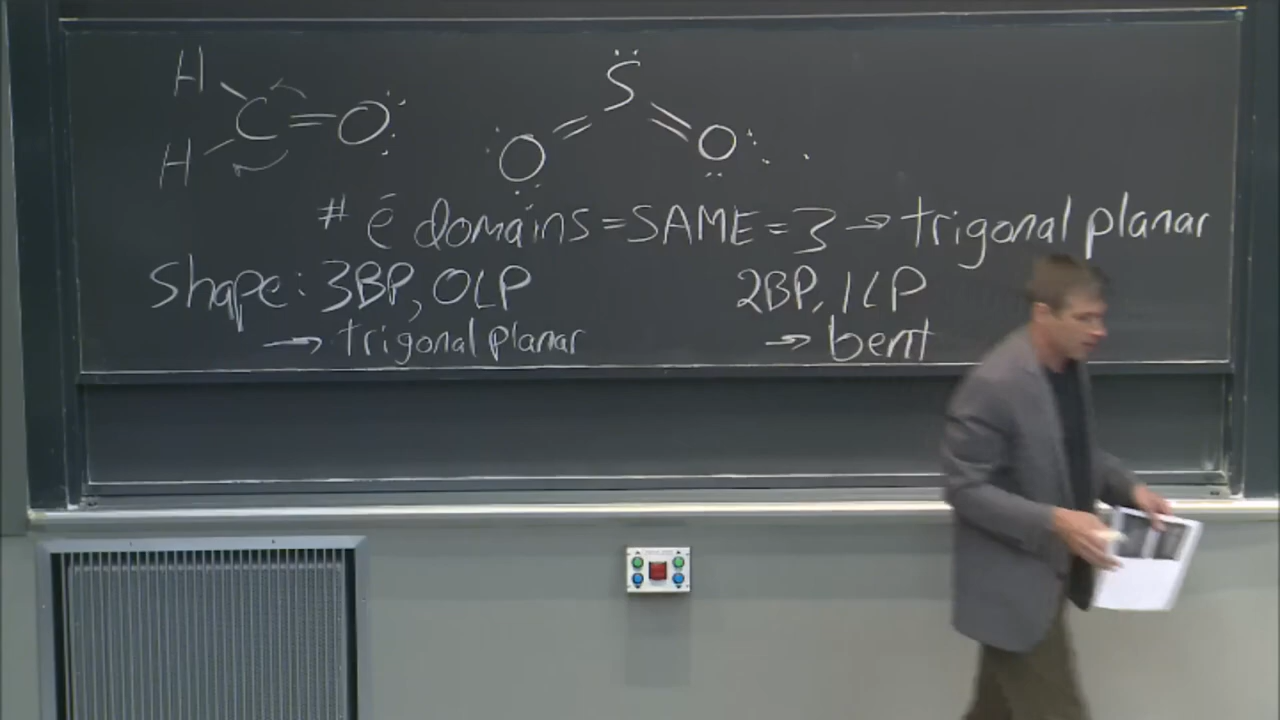 H
S
C=O
H
O
O
# ē domains = SAME = 3 → trigonal planar
Shape: 3BP, 0LP
2BP, 1LP
→ trigonal planar
→ bent